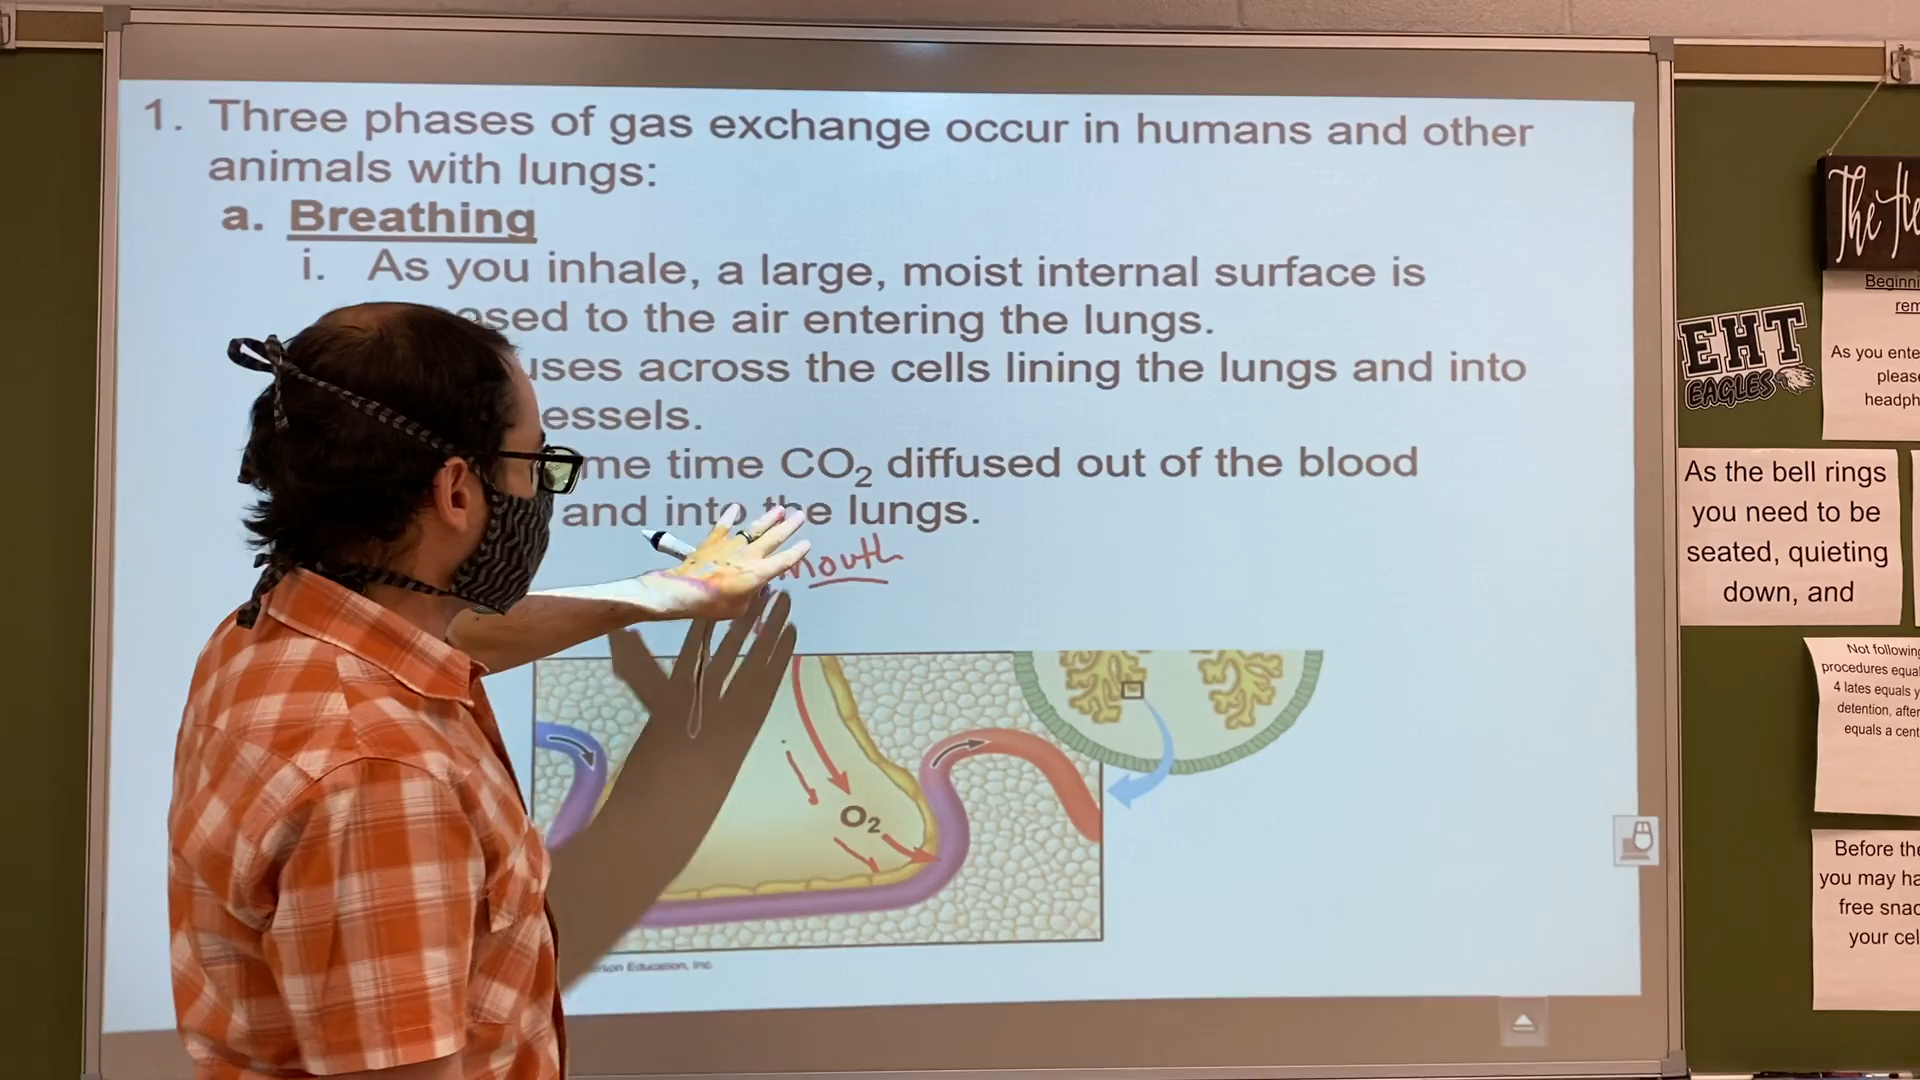 1. Three phases of gas exchange occur in humans and other
animals with lungs:
a. Breathing
i. As you inhale, a large, moist internal surface is
osed to the air entering the lungs.
uses across the cells lining the lungs and into
essels.
me time CO₂ diffused out of the blood
and into the lungs.
mouth
O₂
Education, Inc.
The
EHT
EAGLES
Beginni
rem
As you ente
please
headph
As the bell rings
you need to be
seated, quieting
down, and
Not following
procedures equa
4 lates equals y
detention, after
equals a cent
Before the
you may ha
free snac
your cel